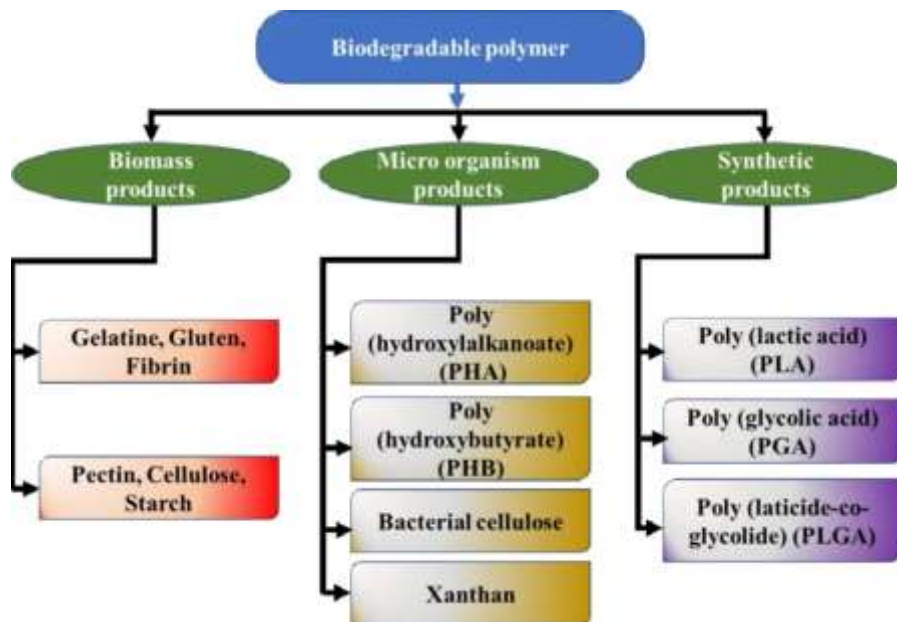 Biodegradable polymer
Biomass
products
Micro organism
products
Synthetic
products
Gelatine, Gluten,
Fibrin
Pectin, Cellulose,
Starch
Poly
(hydroxylalkanoate)
(PHA)
Poly
(hydroxybutyrate)
(PHB)
Bacterial cellulose
Xanthan
Poly (lactic acid)
(PLA)
Poly (glycolic acid)
(PGA)
Poly (laticide-co-
glycolide) (PLGA)